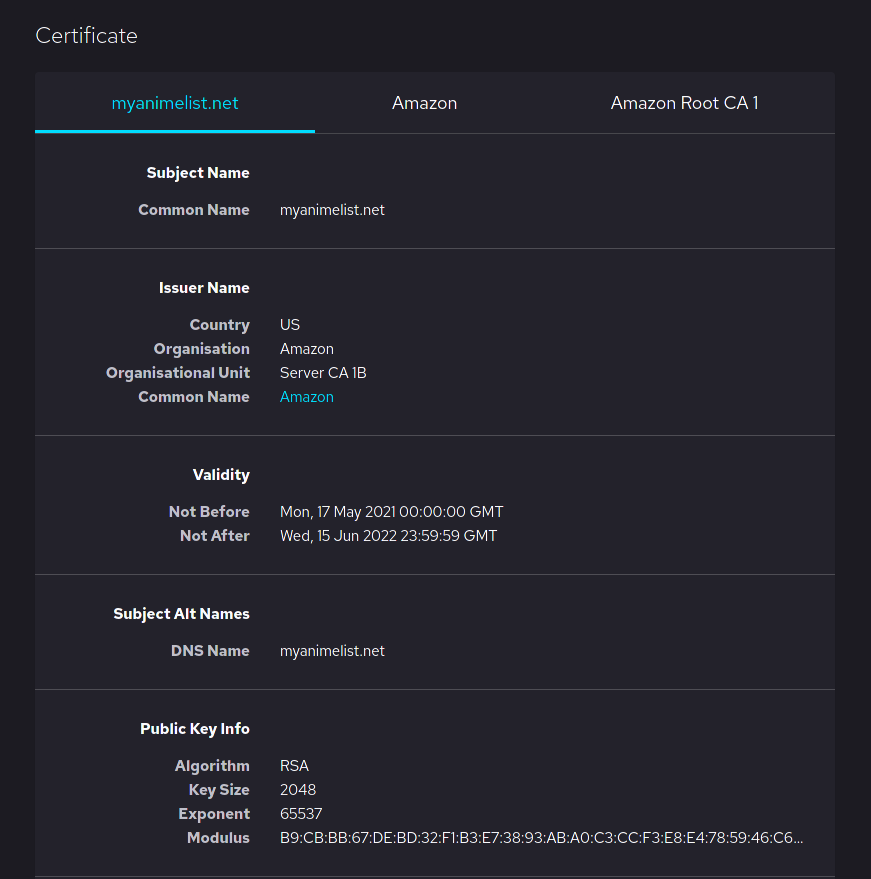 Certificate
myanimelist.net Amazon Amazon Root CA 1
Subject Name
Common Name myanimelist.net
Issuer Name
Country US
Organisation Amazon
Organisational Unit Server CA 1B
Common Name Amazon
Validity
Not Before Mon, 17 May 2021 00:00:00 GMT
Not After Wed, 15 Jun 2022 23:59:59 GMT
Subject Alt Names
DNS Name myanimelist.net
Public Key Info
Algorithm RSA
Key Size 2048
Exponent 65537
Modulus B9:CB:BB:67:DE:BD:32:F1:B3:E7:38:93:AB:A0:C3:CC:F3:E8:E4:78:59:46:C6...